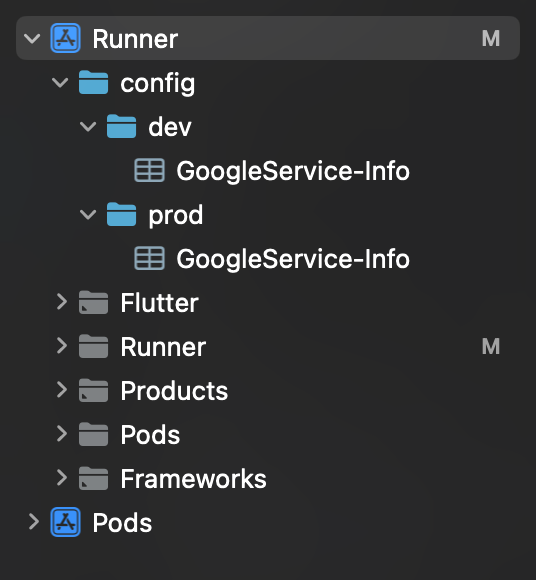 Runner M
config
dev
GoogleService-Info
prod
GoogleService-Info
Flutter
Runner M
Products
Pods
Frameworks
Pods